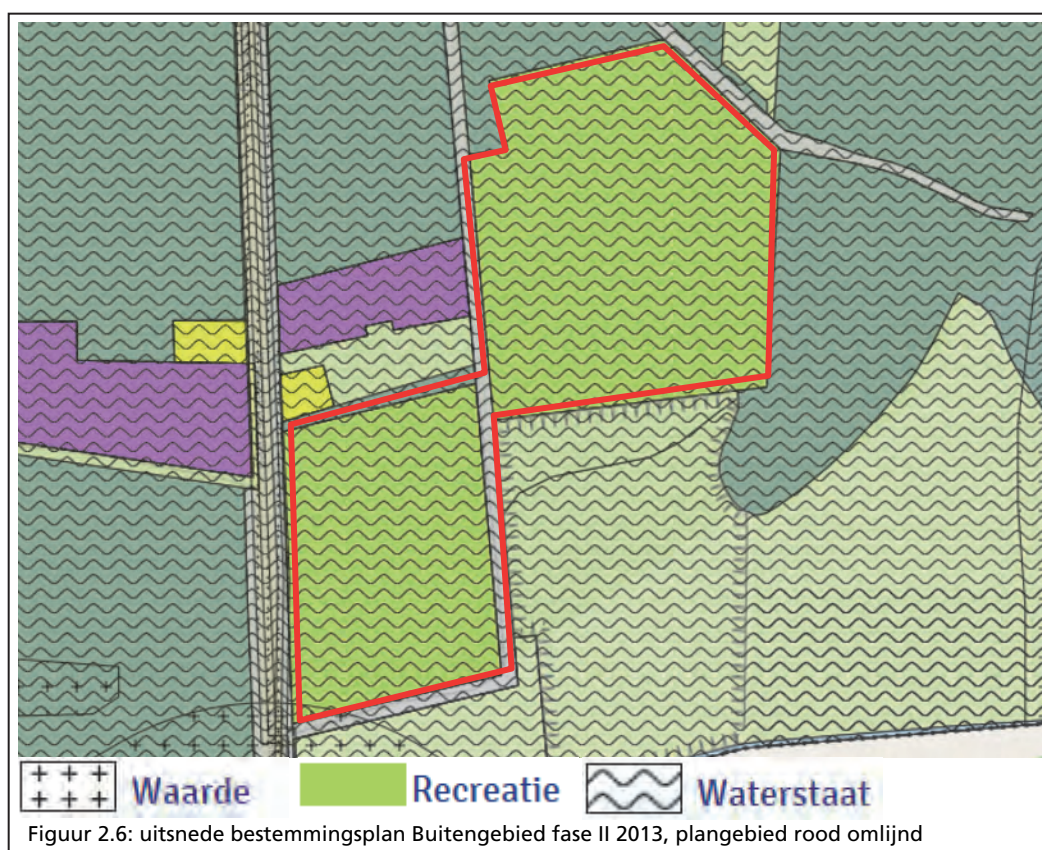 Waarde Recreatie Waterstaat
Figuur 2.6: uitsnede bestemmingsplan Buitengebied fase II 2013, plangebied rood omlijnd